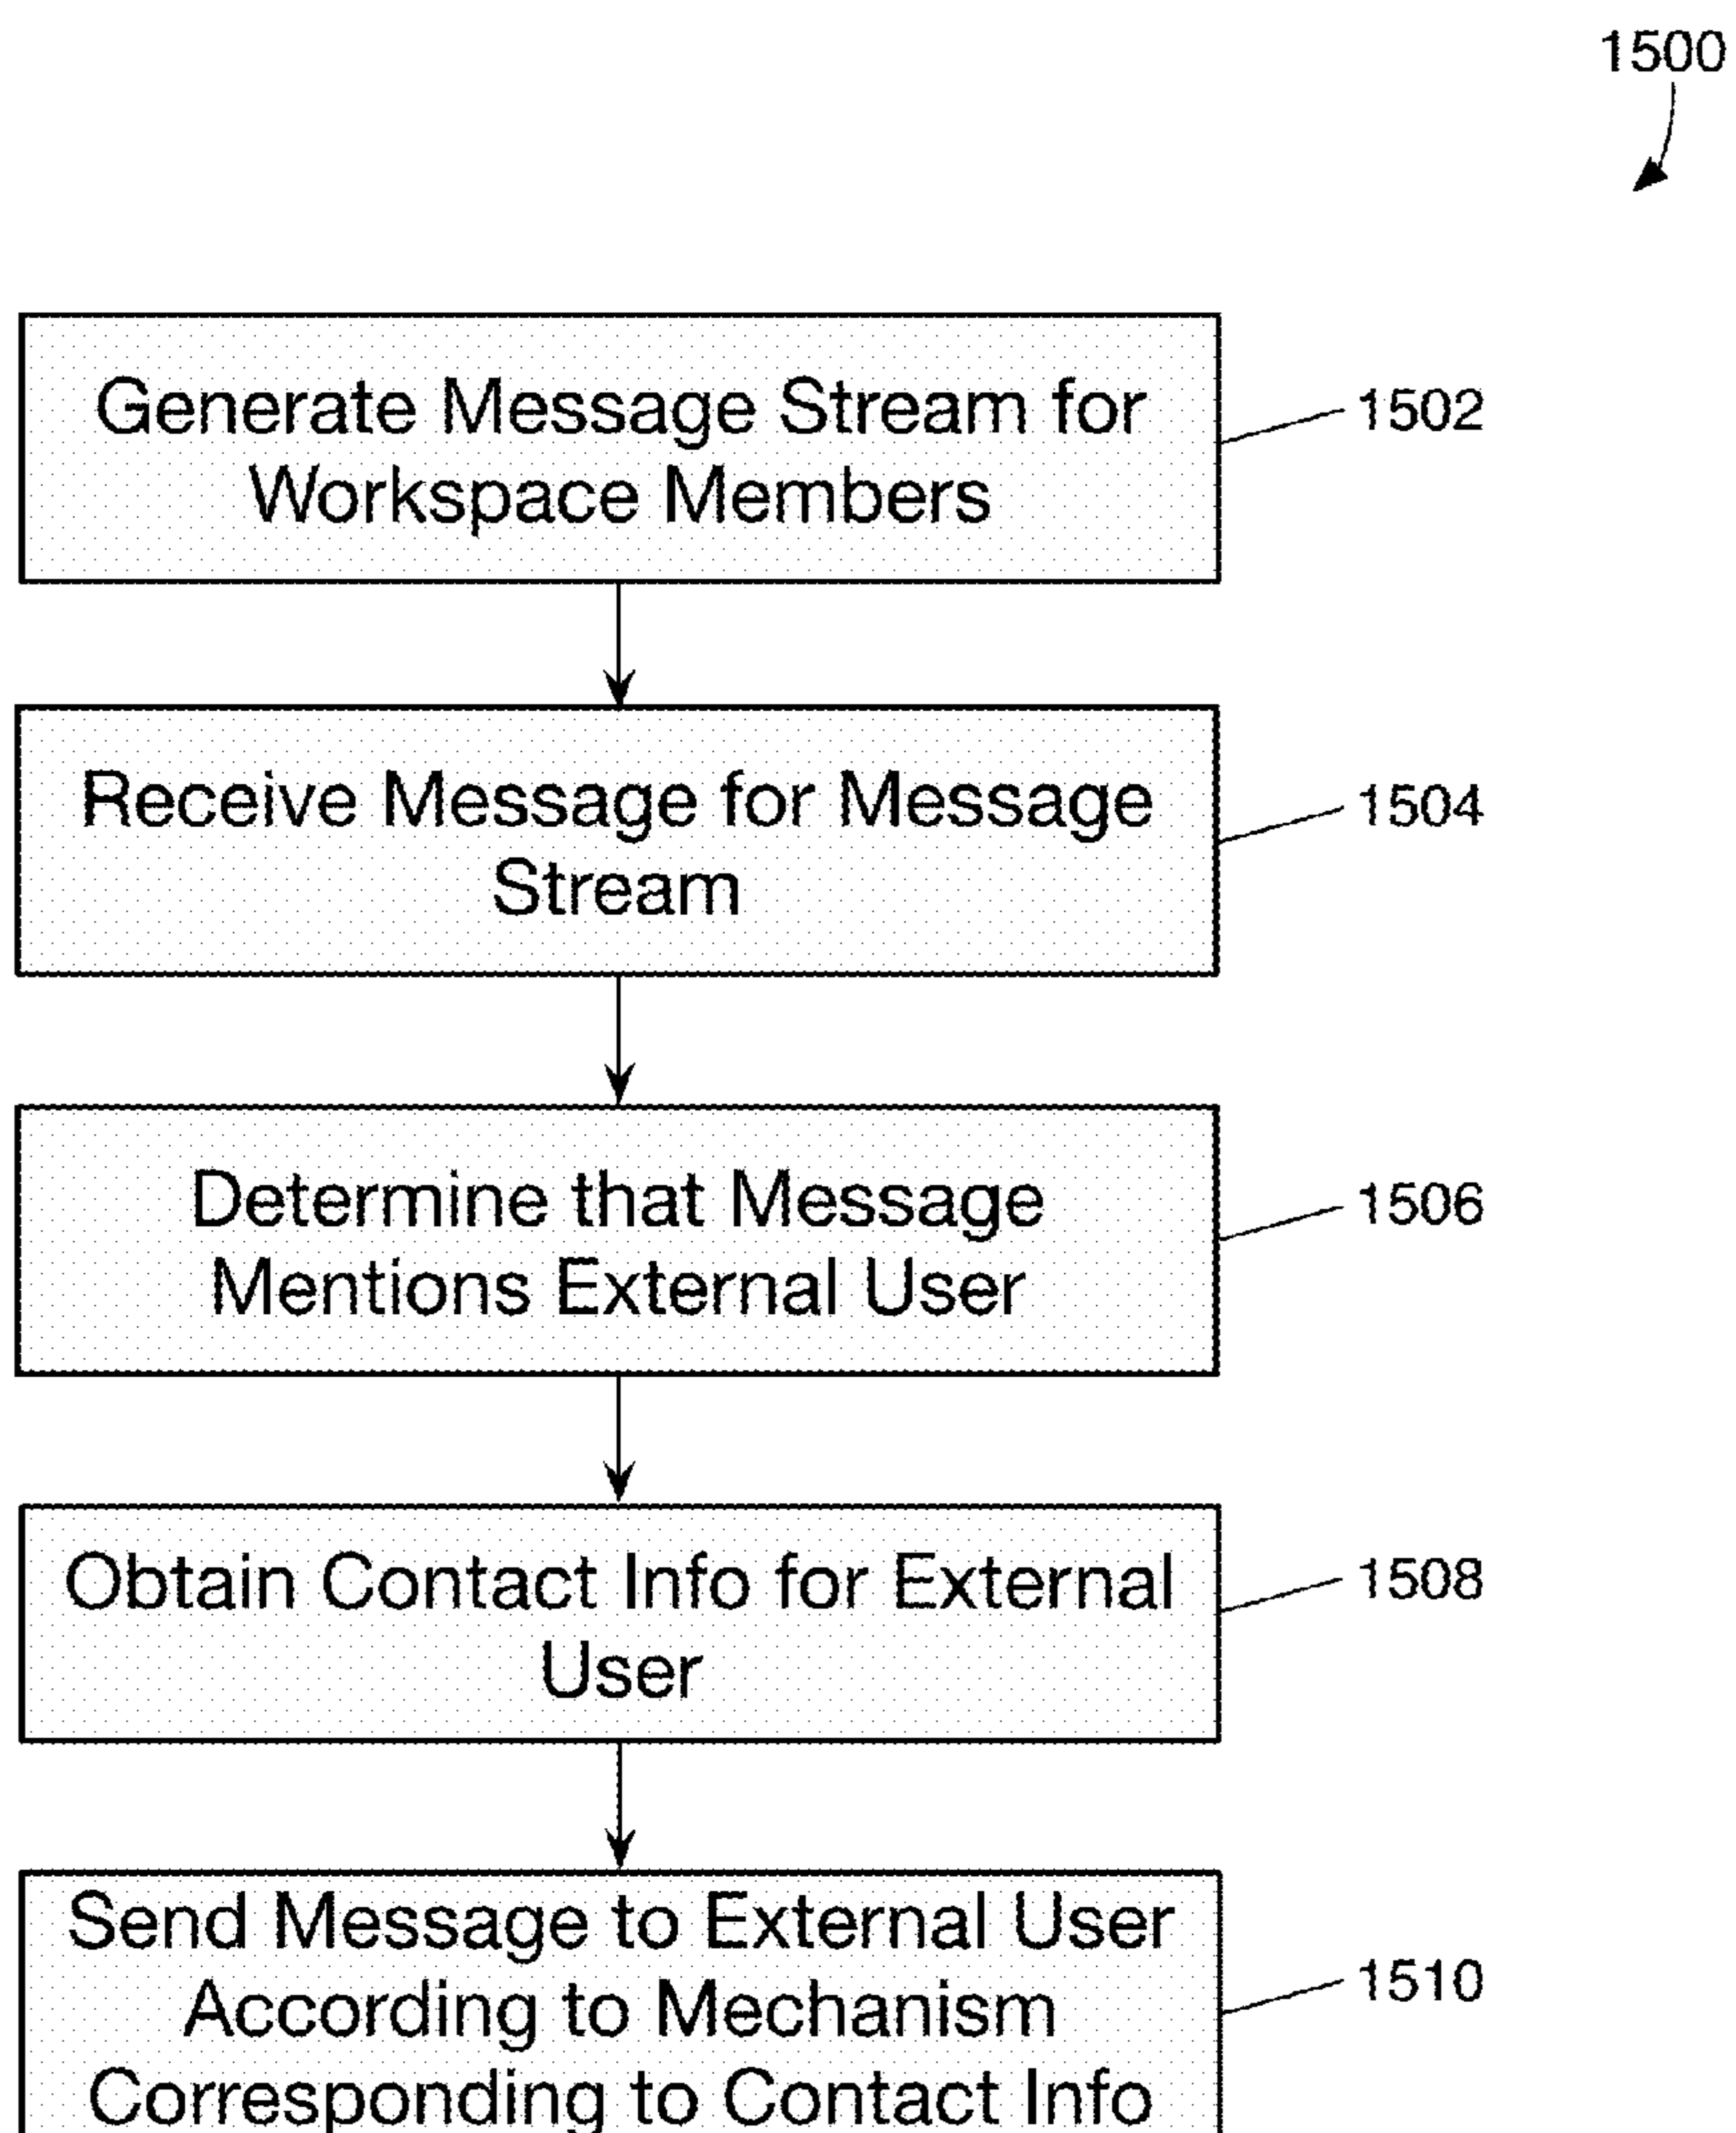 1500
Generate Message Stream for
Workspace Members
1502
Receive Message for Message
Stream
1504
Determine that Message
Mentions External User
1506
Obtain Contact Info for External
User
1508
Send Message to External User
According to Mechanism
Corresponding to Contact Info
1510